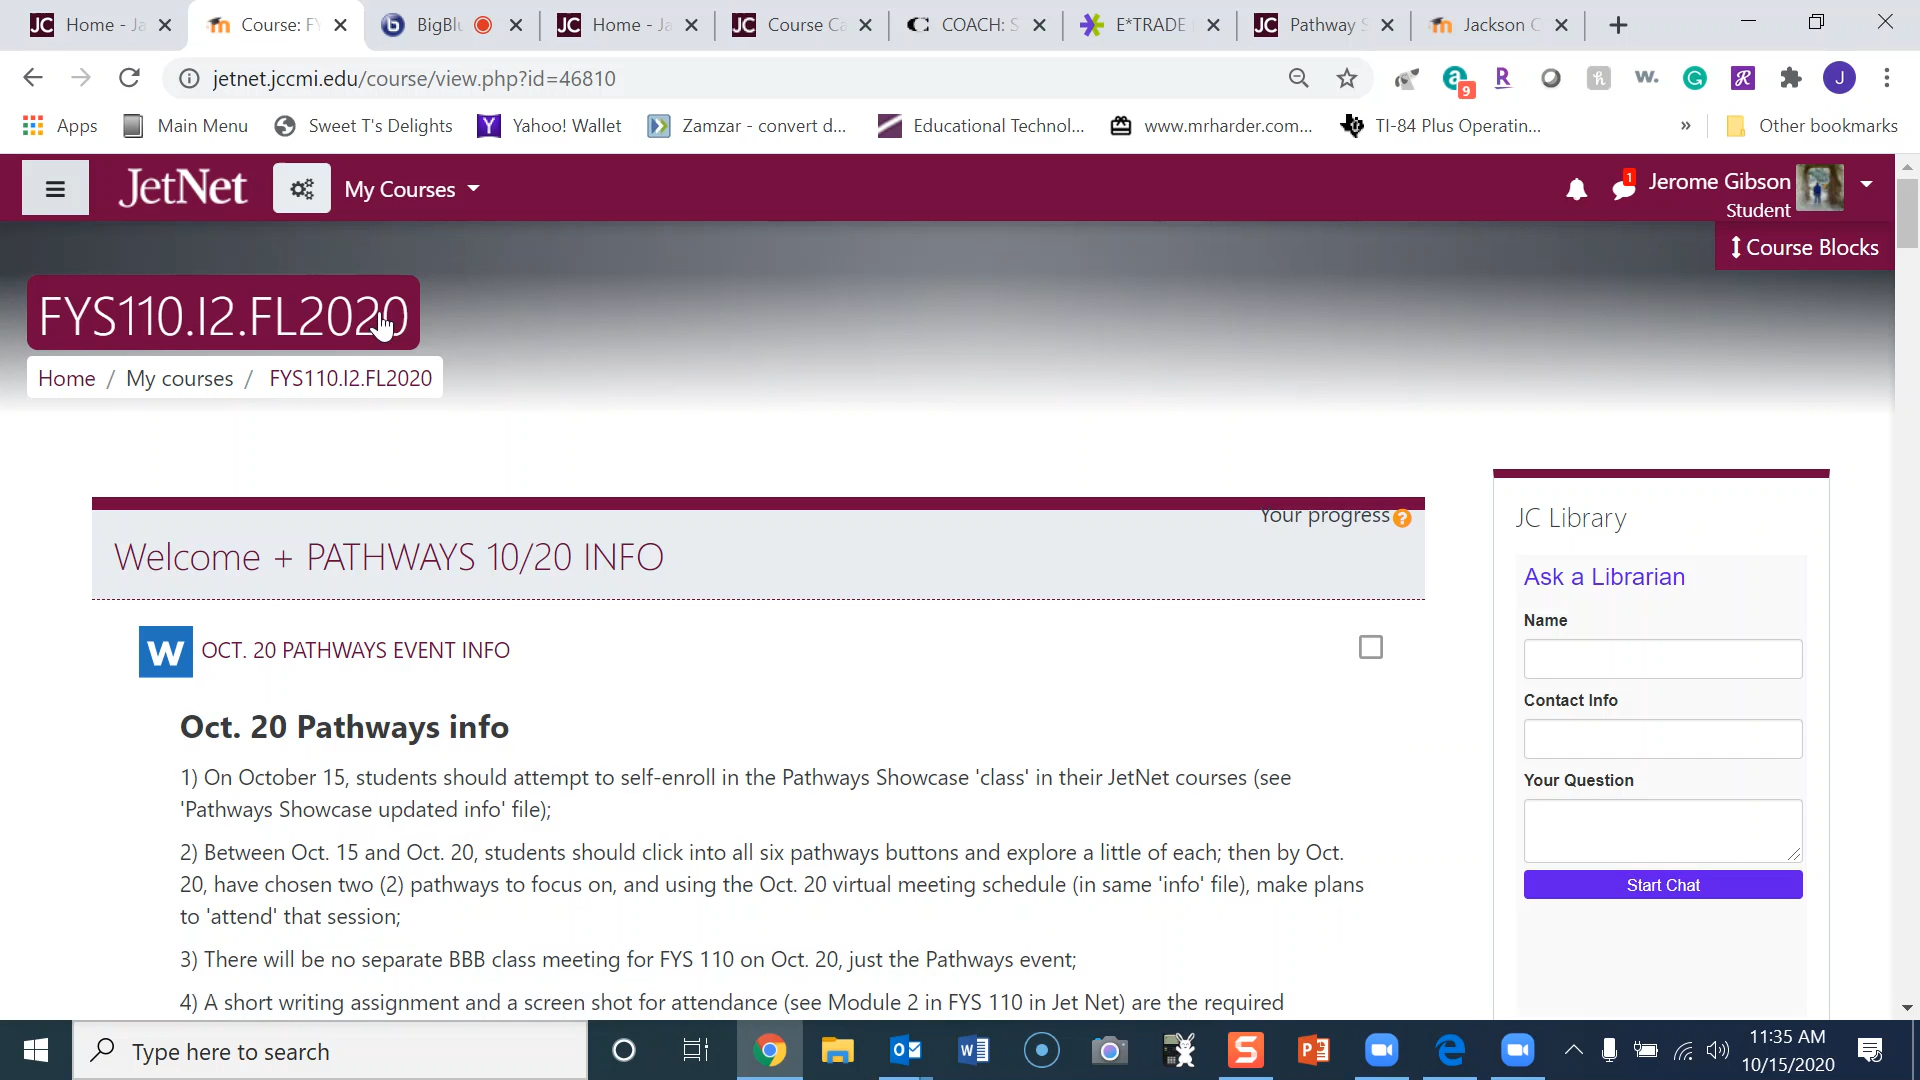 Home - Ja
Course: FY
BigBlu
Home - Ja
Course Ca
COACH: S
E*TRADE
Pathway S
Jackson C
jetnet.jccmi.edu/course/view.php?id=46810
9
J
Apps
Main Menu
Sweet T's Delights
Yahoo! Wallet
Zamzar - convert d...
Educational Technol...
www.mrharder.com...
TI-84 Plus Operatin...
Other bookmarks
JetNet
My Courses
1
Jerome Gibson
Student
Course Blocks
FYS110.I2.FL2020
Home / My courses / FYS110.I2.FL2020
Your progress
Welcome + PATHWAYS 10/20 INFO
OCT. 20 PATHWAYS EVENT INFO
Oct. 20 Pathways info
1) On October 15, students should attempt to self-enroll in the Pathways Showcase 'class' in their JetNet courses (see
'Pathways Showcase updated info' file);
2) Between Oct. 15 and Oct. 20, students should click into all six pathways buttons and explore a little of each; then by Oct.
20, have chosen two (2) pathways to focus on, and using the Oct. 20 virtual meeting schedule (in same 'info' file), make plans
to 'attend' that session;
3) There will be no separate BBB class meeting for FYS 110 on Oct. 20, just the Pathways event;
4) A short writing assignment and a screen shot for attendance (see Module 2 in FYS 110 in Jet Net) are the required
JC Library
Ask a Librarian
Name
Contact Info
Your Question
Start Chat
Type here to search
11:35 AM
10/15/2020